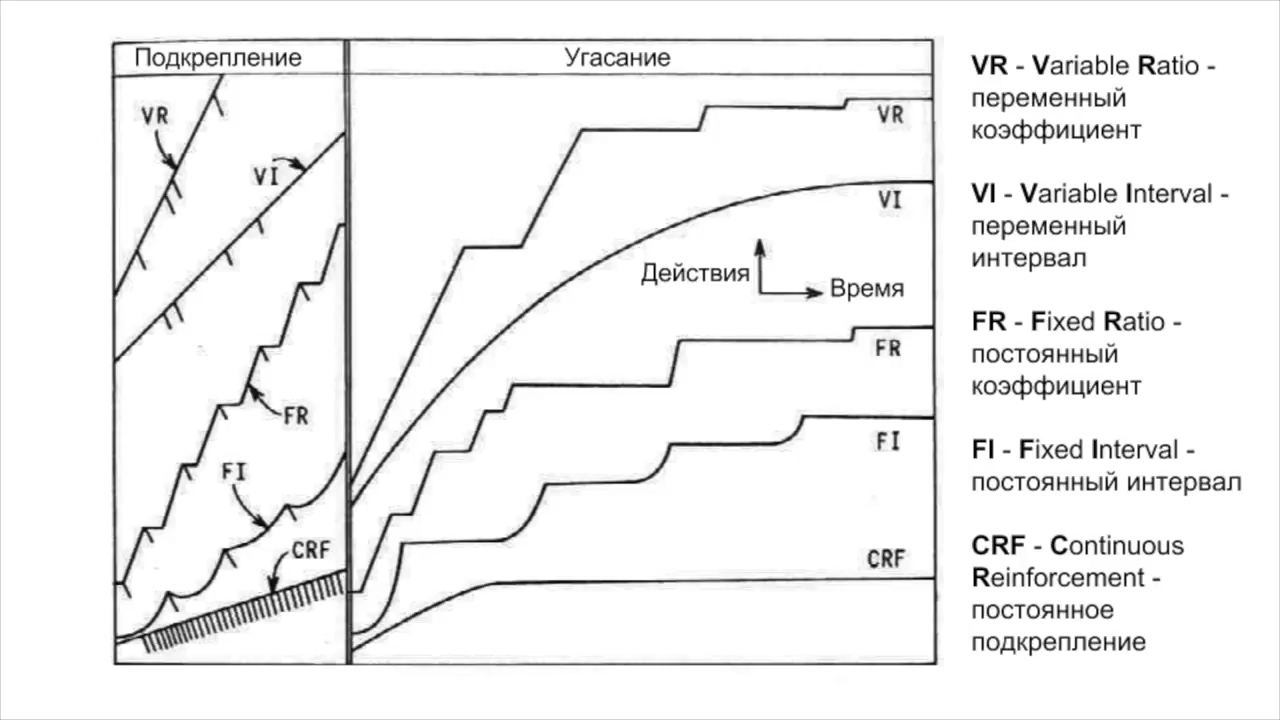 Подкрепление
Угасание
VR
VI
FR
FI
CRF
VR
VI
Действия
Время
FR
FI
CRF
VR - Variable Ratio -
переменный
коэффициент
VI - Variable Interval -
переменный
интервал
FR - Fixed Ratio -
постоянный
коэффициент
FI - Fixed Interval -
постоянный интервал
CRF - Continuous
Reinforcement -
постоянное
подкрепление